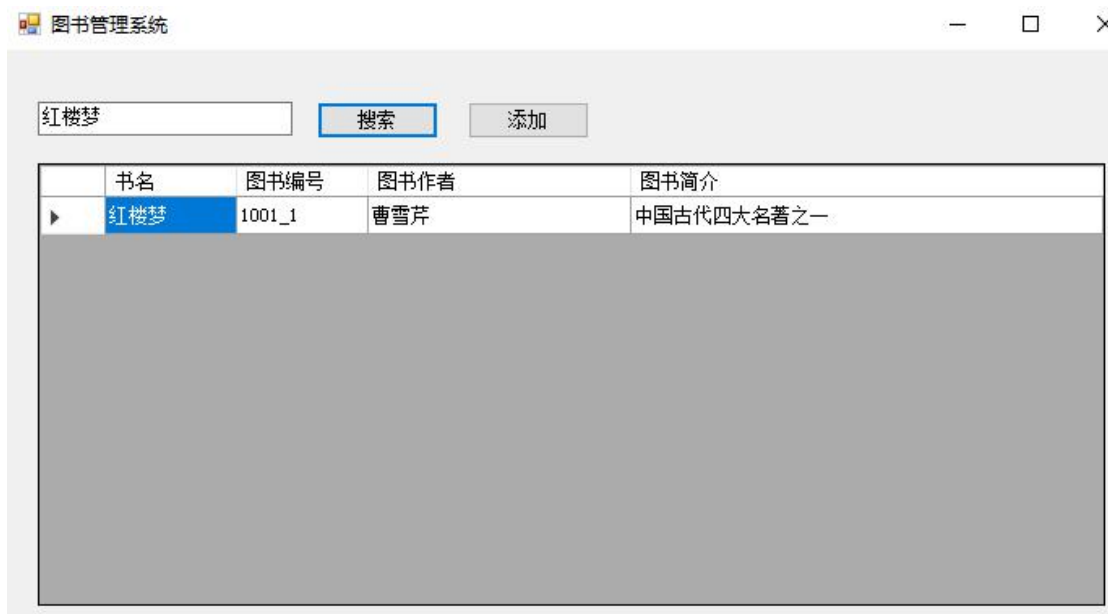 图书管理系统
红楼梦 搜索 添加
书名 图书编号 图书作者 图书简介
红楼梦 1001_1 曹雪芹 中国古代四大名著之一